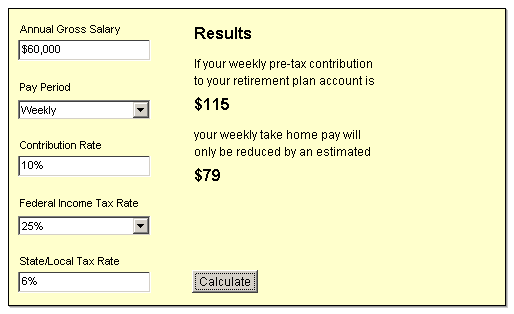 Annual Gross Salary
$60,000
Pay Period
Weekly
Contribution Rate
10%
Federal Income Tax Rate
25%
State/Local Tax Rate
6%
Results
If your weekly pre-tax contribution
to your retirement plan account is
$115
your weekly take home pay will
only be reduced by an estimated
$79
Calculate